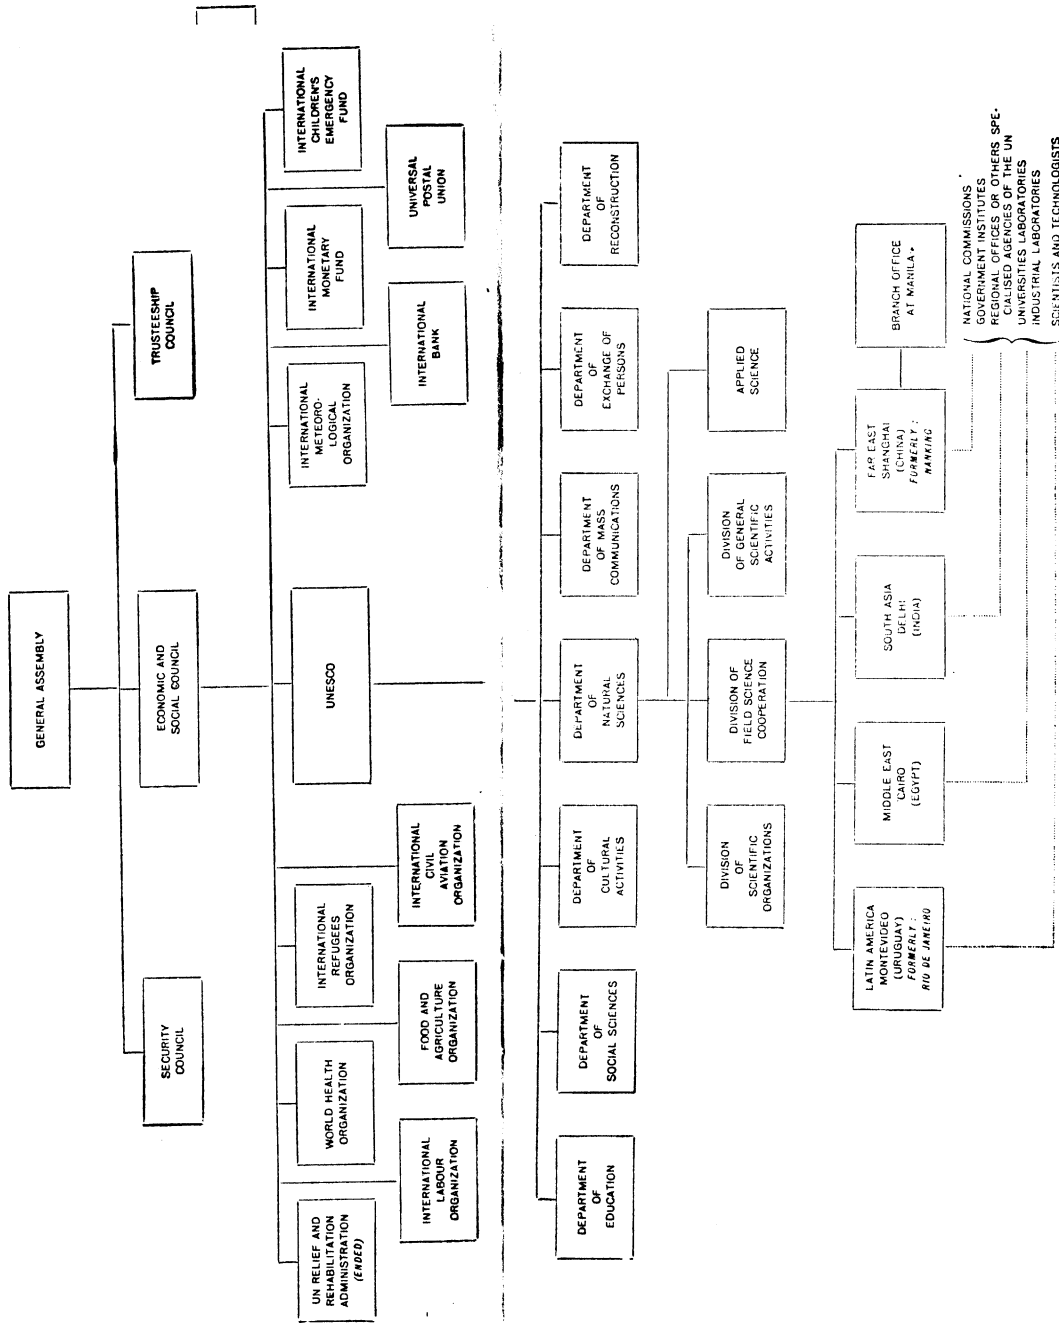 GENERAL ASSEMBLY
SECURITY
COUNCIL
ECONOMIC AND
SOCIAL COUNCIL
TRUSTEESHIP
COUNCIL
UN RELIEF AND
REHABILITATION
ADMINISTRATION
(ENDED)
WORLD HEALTH
ORGANIZATION
INTERNATIONAL
REFUGEES
ORGANIZATION
UNESCO
INTERNATIONAL
METEORO-
LOGICAL
ORGANIZATION
INTERNATIONAL
MONETARY
FUND
INTERNATIONAL
CHILDREN'S
EMERGENCY
FUND
INTERNATIONAL
LABOUR
ORGANIZATION
FOOD AND
AGRICULTURE
ORGANIZATION
INTERNATIONAL
CIVIL
AVIATION
ORGANIZATION
INTERNATIONAL
BANK
UNIVERSAL
POSTAL
UNION
DEPARTMENT
OF
EDUCATION
DEPARTMENT
OF
SOCIAL SCIENCES
DEPARTMENT
OF
CULTURAL
ACTIVITIES
DEPARTMENT
OF
NATURAL
SCIENCES
DEPARTMENT
OF MASS
COMMUNICATIONS
DEPARTMENT
OF
EXCHANGE OF
PERSONS
DEPARTMENT
OF
RECONSTRUCTION
DIVISION
OF
SCIENTIFIC
ORGANIZATIONS
DIVISION OF
FIELD SCIENCE
COOPERATION
DIVISION
OF GENERAL
SCIENTIFIC
ACTIVITIES
APPLIED
SCIENCE
LATIN AMERICA
MONTEVIDEO
(URUGUAY)
FORMERLY :
RIU DE JANEIRO
MIDDLE EAST
CAIRO
(EGYPT)
SOUTH ASIA
DELHI
(INDIA)
FAR EAST
SHANGHAI
(CHINA)
FORMERLY :
NANKING
BRANCH OFFICE
AT MANILA
NATIONAL COMMISSIONS
GOVERNMENT INSTITUTES
REGIONAL OFFICES OR OTHERS SPE-
CIALISED AGENCIES OF THE UN
UNIVERSITIES LABORATORIES
INDUSTRIAL LABORATORIES
SCIENTISTS AND TECHNOLOGISTS